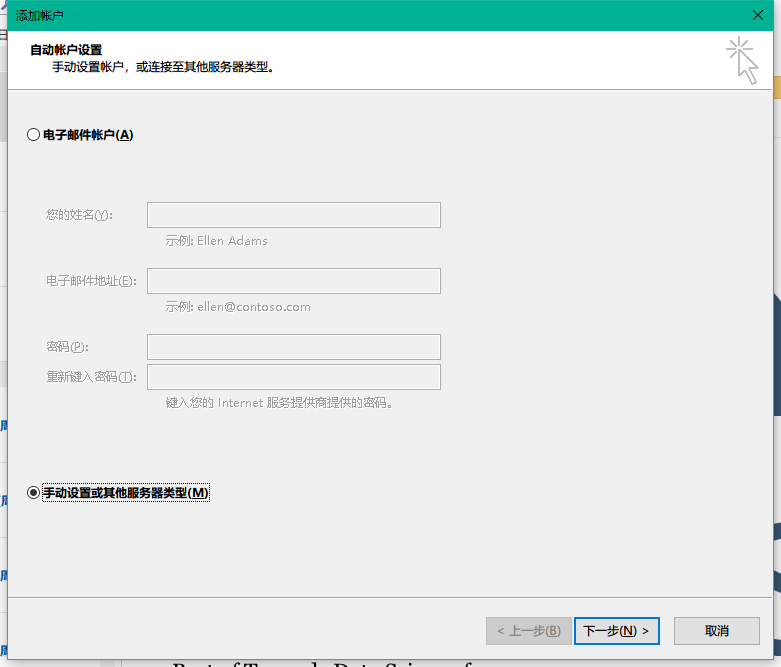 添加帐户
自动帐户设置
手动设置帐户，或连接至其他服务器类型。
电子邮件帐户(A)
您的姓名(Y):
示例: Ellen Adams
电子邮件地址(E):
示例: ellen@contoso.com
密码(P):
重新键入密码(T):
键入您的 Internet 服务提供商提供的密码。
手动设置或其他服务器类型(M)
< 上一步(B) 下一步(N) > 取消